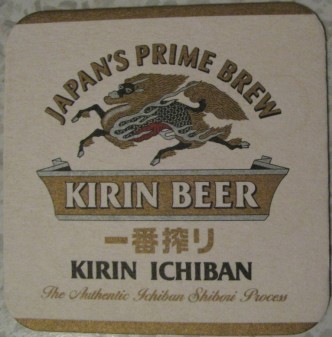 JAPAN'S PRIME BREW
KIRIN BEER
一番搾り
KIRIN ICHIBAN
The Authentic Ichiban Shibori Process